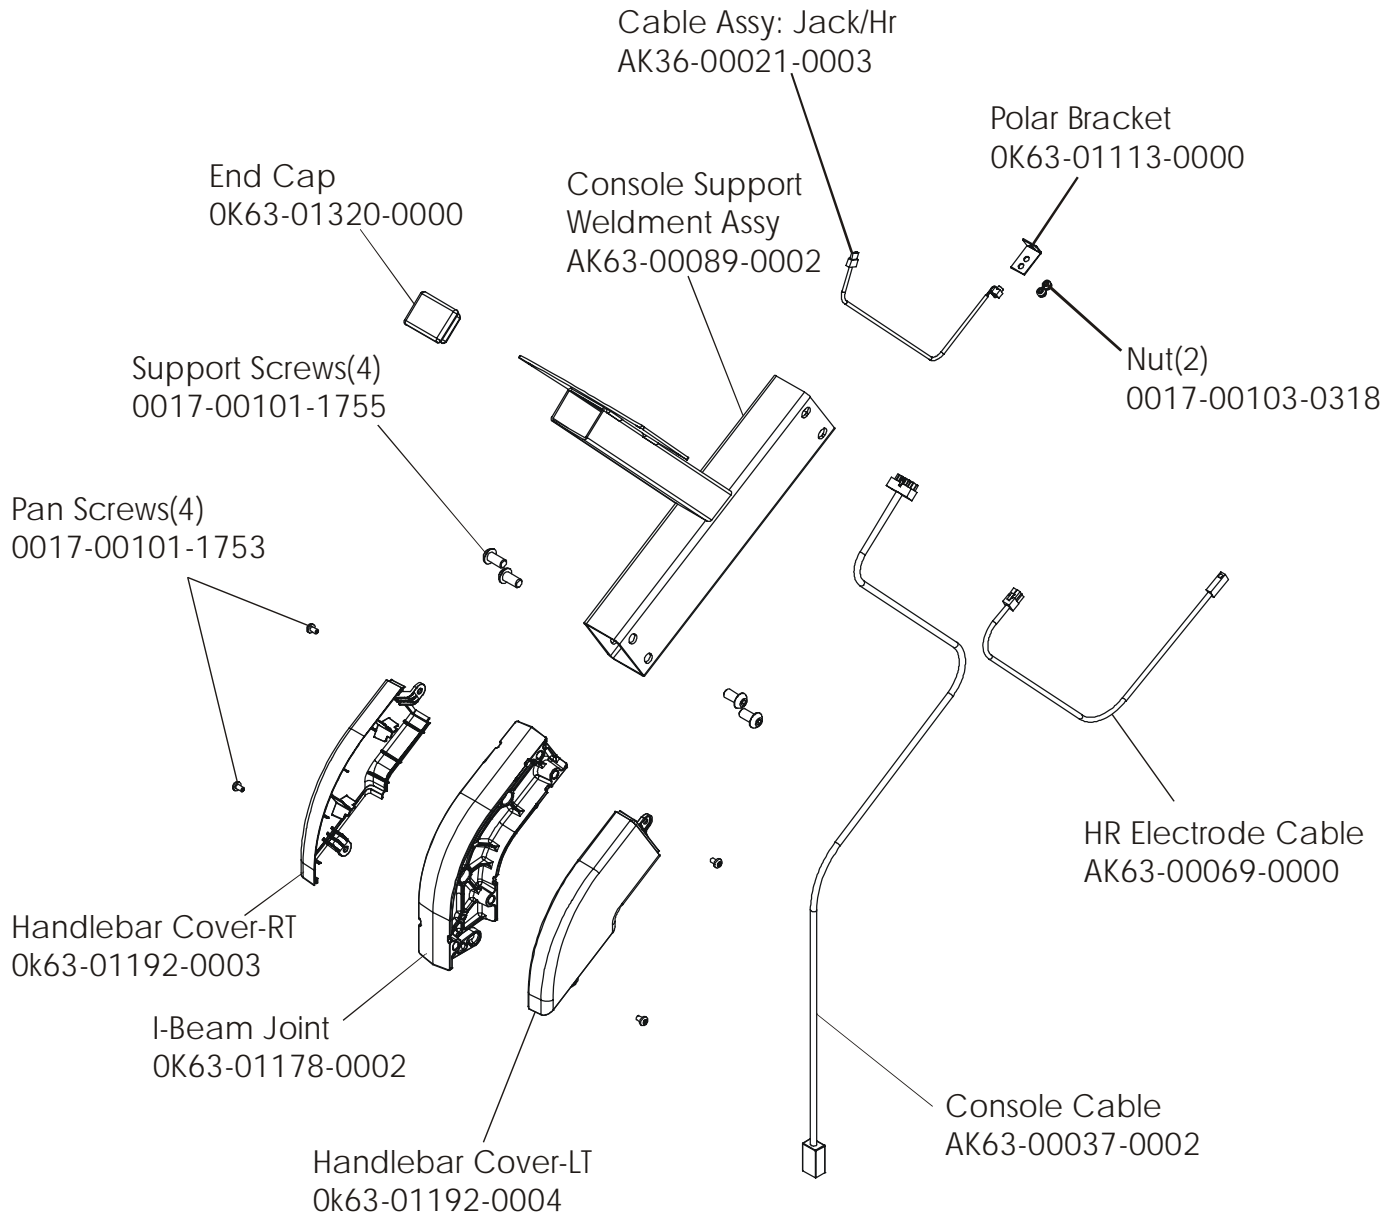 Cable Assy: Jack/Hr
AK36-00021-0003
Polar Bracket
0K63-01113-0000
End Cap
0K63-01320-0000
Console Support
Weldment Assy
AK63-00089-0002
Support Screws(4)
0017-00101-1755
Nut(2)
0017-00103-0318
Pan Screws(4)
0017-00101-1753
HR Electrode Cable
AK63-00069-0000
Handlebar Cover-RT
0k63-01192-0003
I-Beam Joint
0K63-01178-0002
Console Cable
AK63-00037-0002
Handlebar Cover-LT
0k63-01192-0004